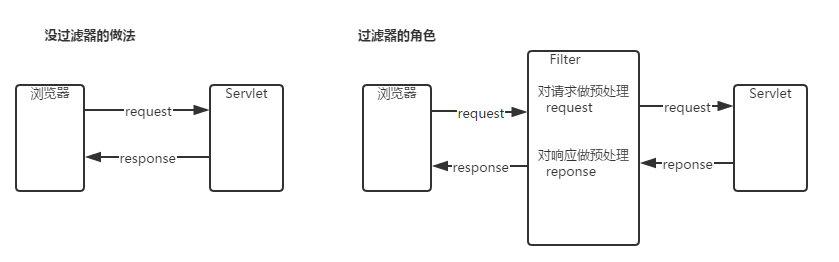 没过滤器的做法
浏览器
Servlet
request
response
过滤器的角色
浏览器
request
response
Filter
对请求做预处理
request
对响应做预处理
reponse
request
reponse
Servlet